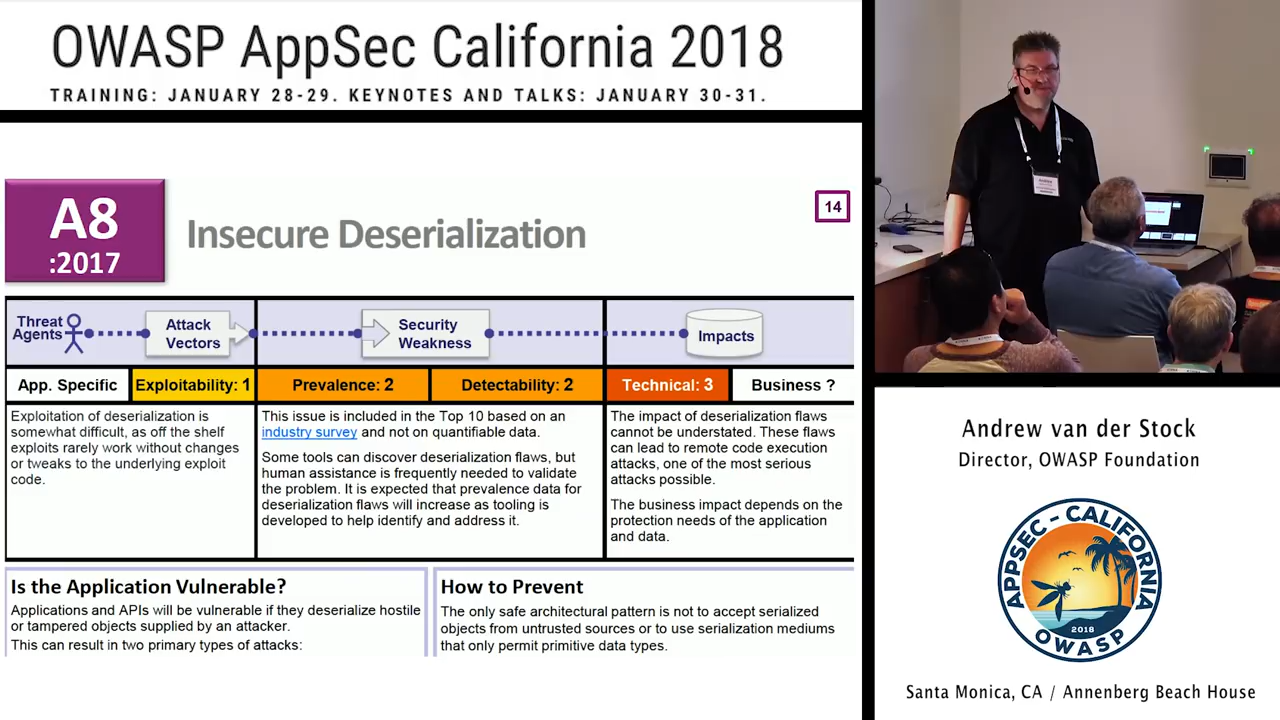 OWASP AppSec California 2018
TRAINING: JANUARY 28-29. KEYNOTES AND TALKS: JANUARY 30-31.
A8
:2017
Insecure Deserialization
14
Threat
Agents
Attack
Vectors
Security
Weakness
Impacts
App. Specific
Exploitability: 1
Prevalence: 2
Detectability: 2
Technical: 3
Business ?
Exploitation of deserialization is
somewhat difficult, as off the shelf
exploits rarely work without changes
or tweaks to the underlying exploit
code.
This issue is included in the Top 10 based on an
industry survey and not on quantifiable data.
Some tools can discover deserialization flaws, but
human assistance is frequently needed to validate
the problem. It is expected that prevalence data for
deserialization flaws will increase as tooling is
developed to help identify and address it.
The impact of deserialization flaws
cannot be understated. These flaws
can lead to remote code execution
attacks, one of the most serious
attacks possible.
The business impact depends on the
protection needs of the application
and data.
Is the Application Vulnerable?
Applications and APIs will be vulnerable if they deserialize hostile
or tampered objects supplied by an attacker.
This can result in two primary types of attacks:
How to Prevent
The only safe architectural pattern is not to accept serialized
objects from untrusted sources or to use serialization mediums
that only permit primitive data types.
Andrew van der Stock
Director, OWASP Foundation
APPSEC - CALIFORNIA
2018
OWASP
Santa Monica, CA / Annenberg Beach House